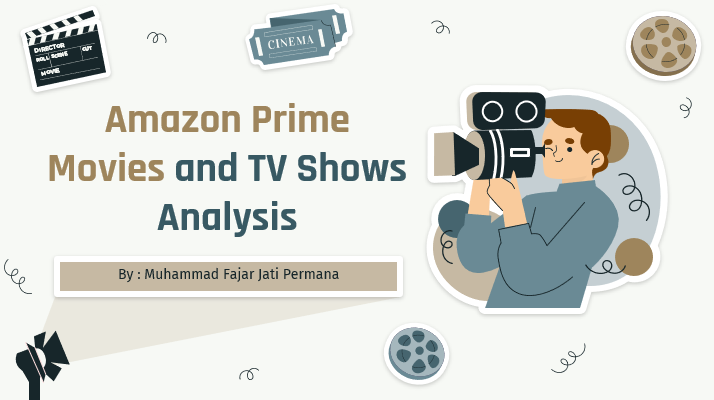 DIRECTOR
ROLL SCENE CUT
MOVIE
CINEMA
Amazon Prime
Movies and TV Shows
Analysis
By : Muhammad Fajar Jati Permana